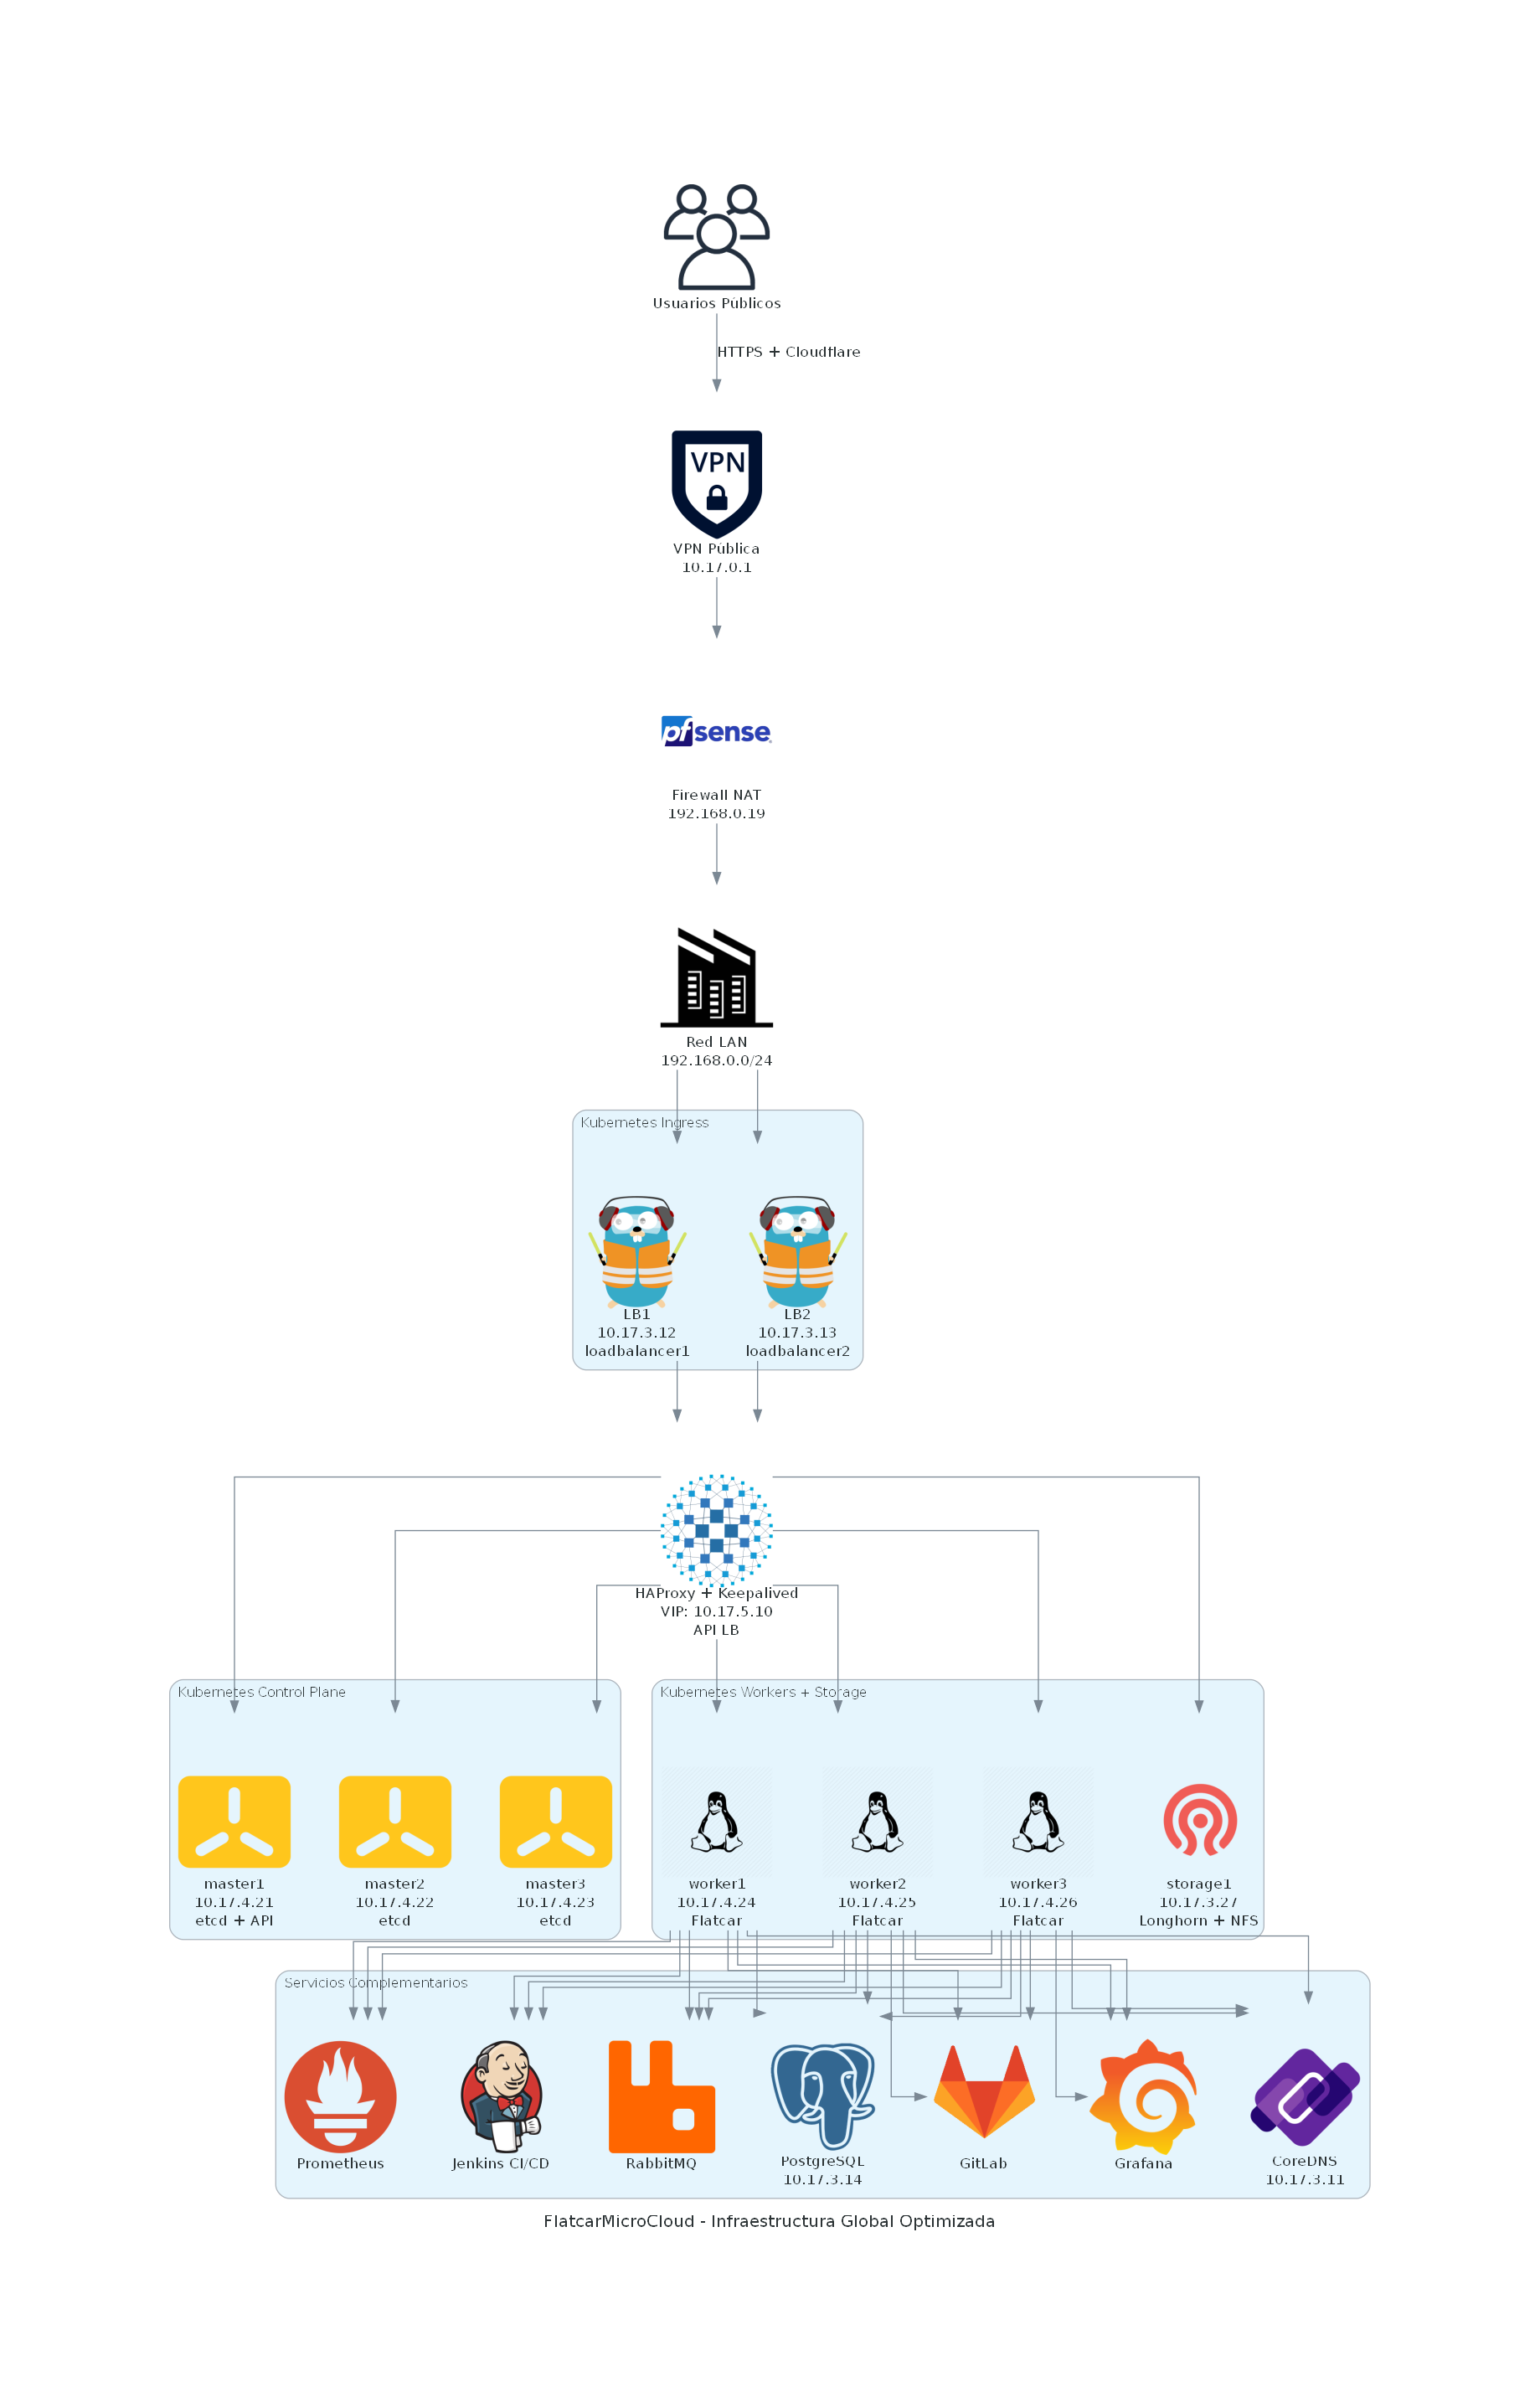 Usuarios Públicos
HTTPS + Cloudflare
VPN
VPN Pública
10.17.0.1
pfsense
Firewall NAT
192.168.0.19
Red LAN
192.168.0.0/24
Kubernetes Ingress
LB1
10.17.3.12
loadbalancer1
LB2
10.17.3.13
loadbalancer2
HAProxy + Keepalived
VIP: 10.17.5.10
API LB
Kubernetes Control Plane
master1
10.17.4.21
etcd + API
master2
10.17.4.22
etcd
master3
10.17.4.23
etcd
Kubernetes Workers + Storage
worker1
10.17.4.24
Flatcar
worker2
10.17.4.25
Flatcar
worker3
10.17.4.26
Flatcar
storage1
10.17.3.27
Longhorn + NFS
Servicios Complementarios
Prometheus
Jenkins CI/CD
RabbitMQ
PostgreSQL
10.17.3.14
GitLab
Grafana
CoreDNS
10.17.3.11
FlatcarMicroCloud - Infraestructura Global Optimizada